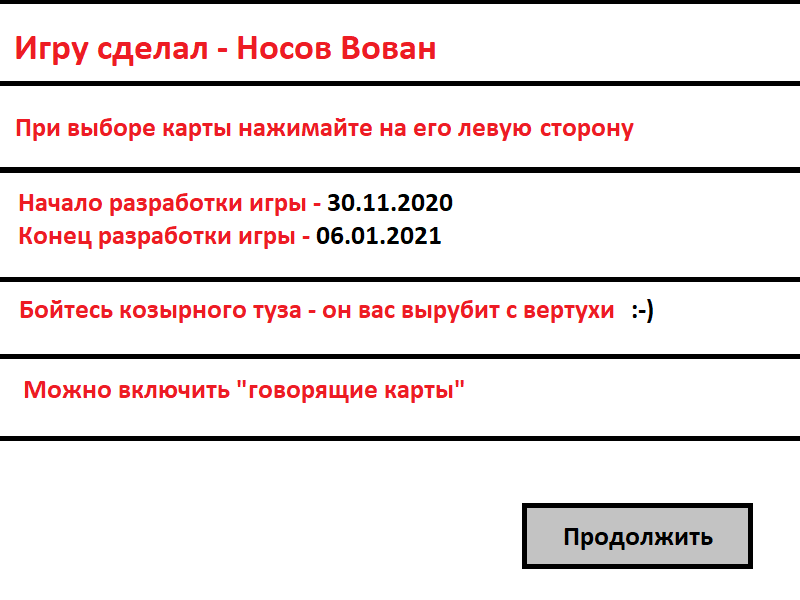 Игру сделал - Носов Вован
При выборе карты нажимайте на его левую сторону
Начало разработки игры - 30.11.2020
Конец разработки игры - 06.01.2021
Бойтесь козырного туза - он вас вырубит с вертухи :-)
Можно включить "говорящие карты"
Продолжить